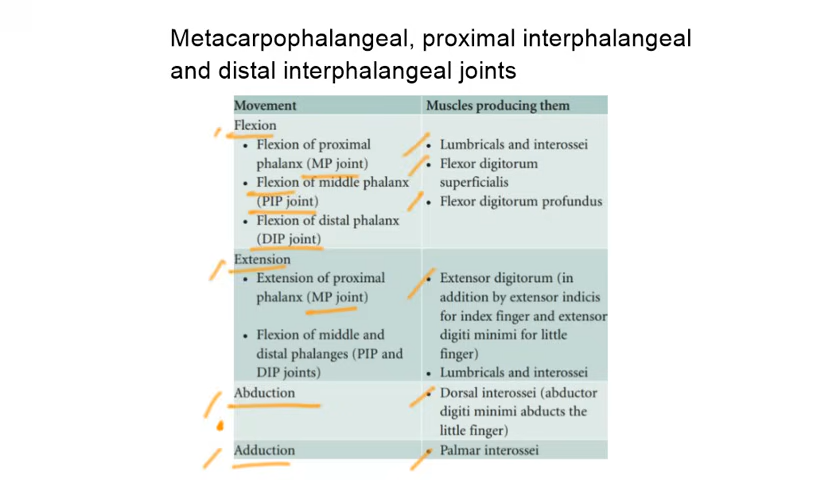 Metacarpophalangeal, proximal interphalangeal
and distal interphalangeal joints
Movement
Flexion
• Flexion of proximal
phalanx (MP joint)
• Flexion of middle phalanx
(PIP joint)
• Flexion of distal phalanx
(DIP joint)
Muscles producing them
• Lumbricals and interossei
• Flexor digitorum
superficialis
• Flexor digitorum profundus
Extension
• Extension of proximal
phalanx (MP joint)
• Flexion of middle and
distal phalanges (PIP and
DIP joints)
• Extensor digitorum (in
addition by extensor indicis
for index finger and extensor
digiti minimi for little
finger)
• Lumbricals and interossei
Abduction
• Dorsal interossei (abductor
digiti minimi abducts the
little finger)
Adduction
• Palmar interossei